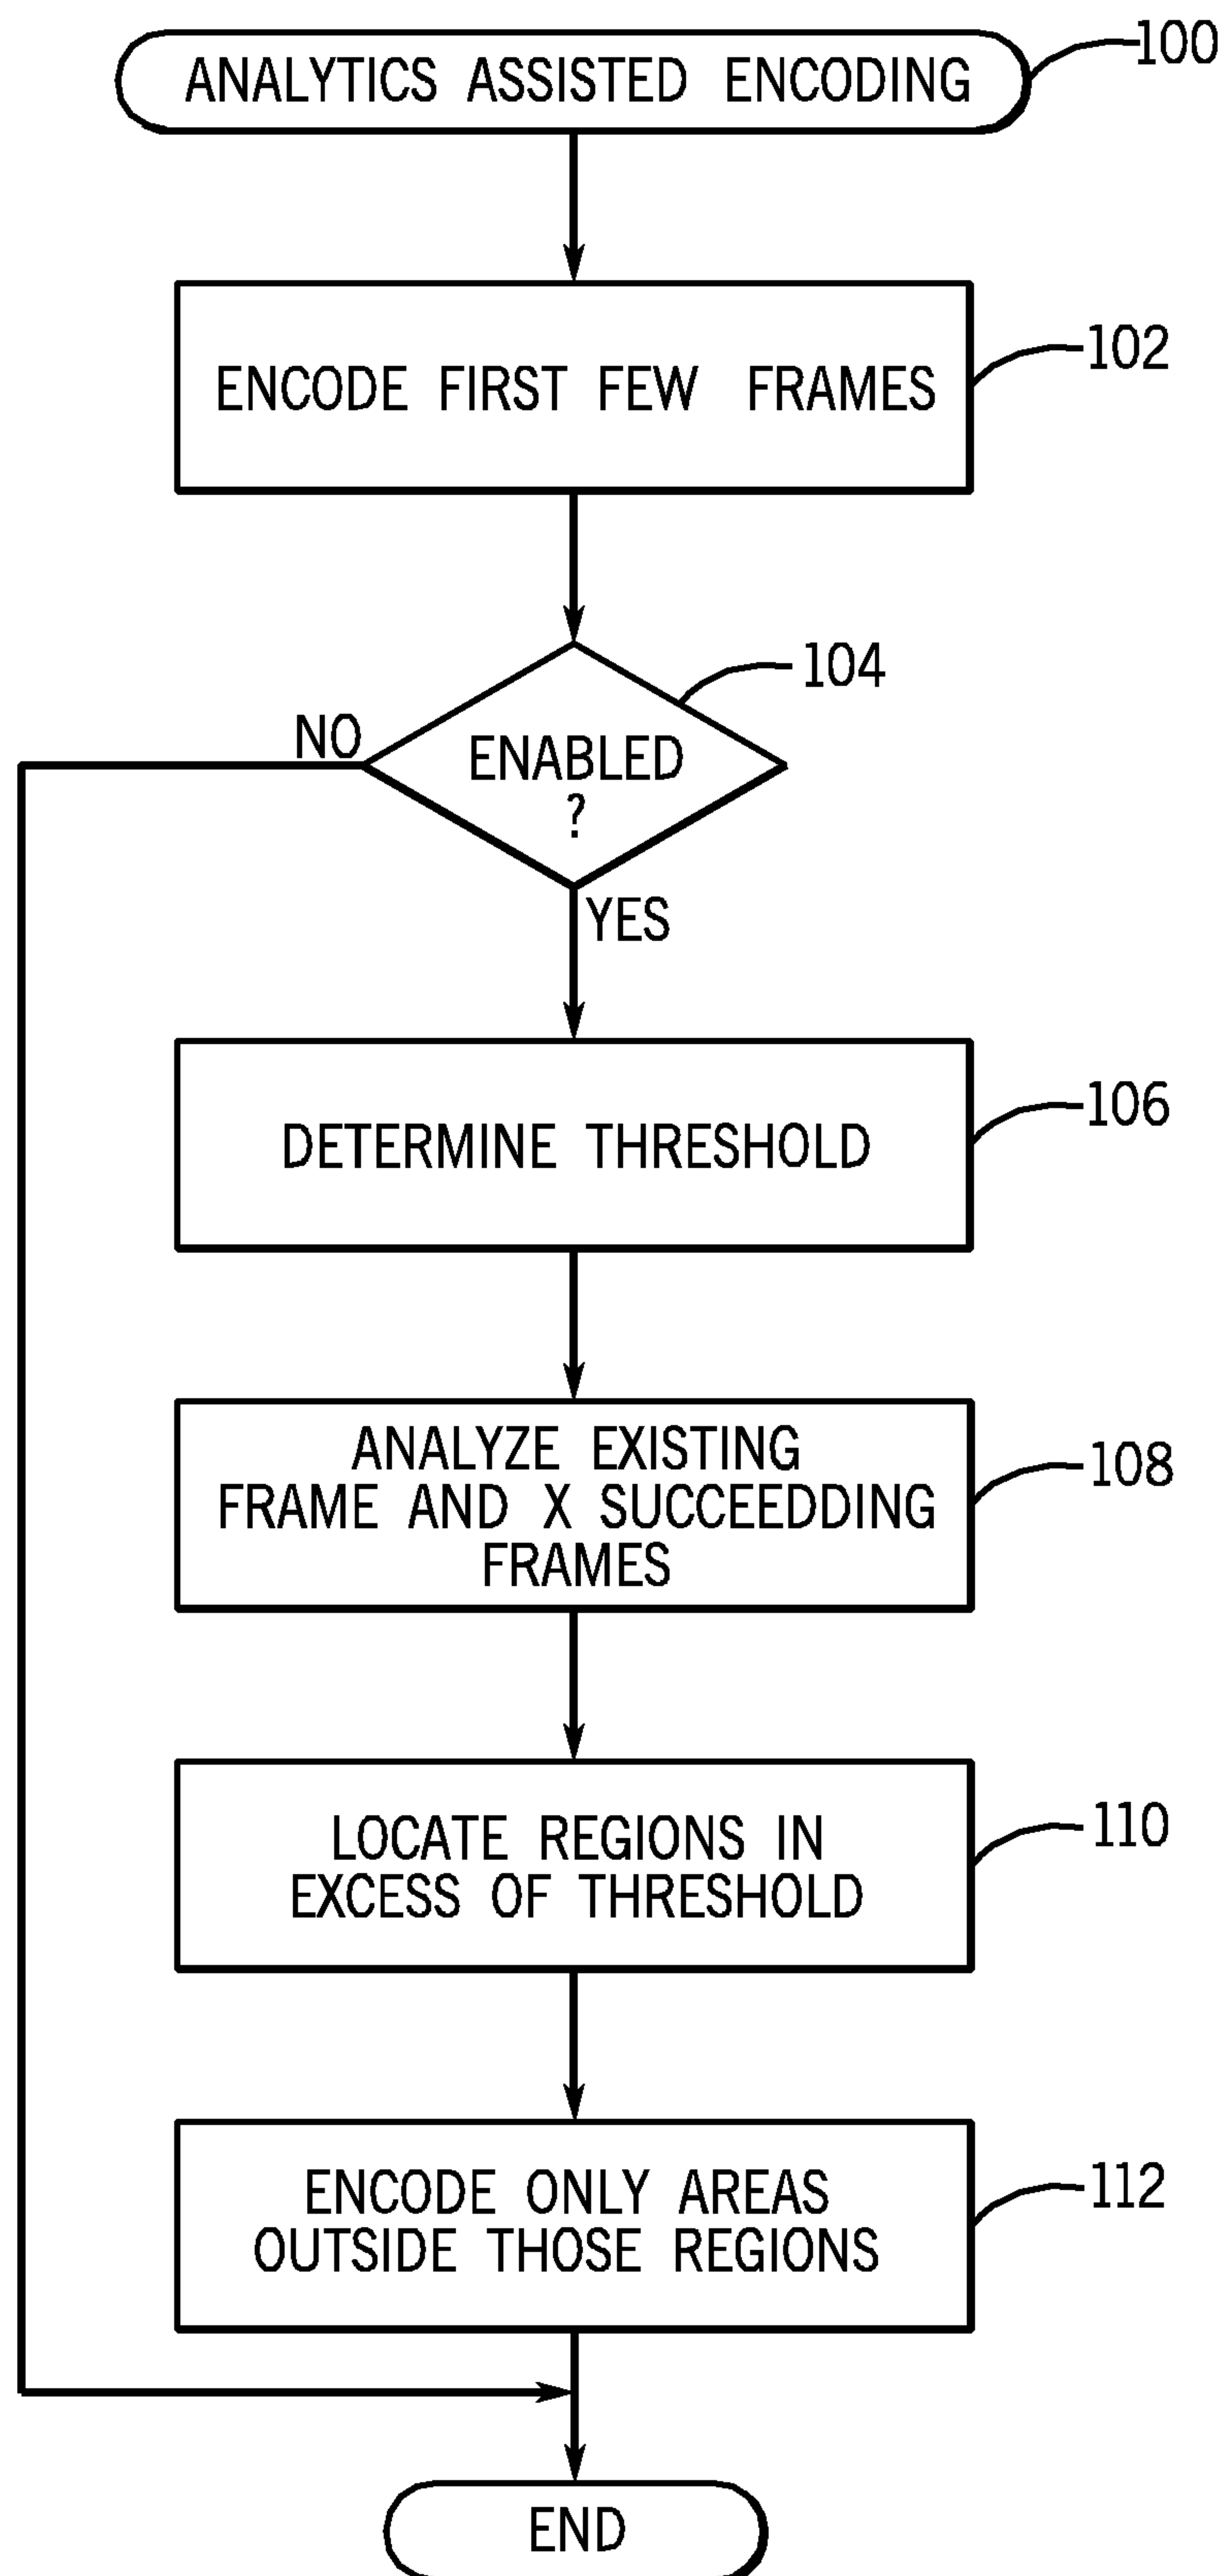 ANALYTICS ASSISTED ENCODING
100
ENCODE FIRST FEW FRAMES
102
104
NO
ENABLED
?
YES
DETERMINE THRESHOLD
106
ANALYZE EXISTING
FRAME AND X SUCCEEDDING
FRAMES
108
LOCATE REGIONS IN
EXCESS OF THRESHOLD
110
ENCODE ONLY AREAS
OUTSIDE THOSE REGIONS
112
END